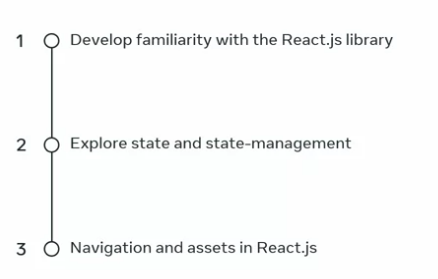 1 Develop familiarity with the React.js library
2 Explore state and state-management
3 Navigation and assets in React.js